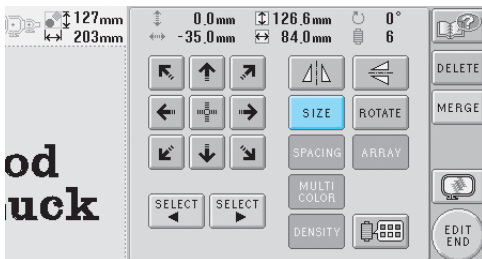 127mm
203mm
0.0mm 126.6mm 0°
-35.0mm 84.0mm 6
DELETE
SIZE ROTATE MERGE
SPACING ARRAY
od
uck
SELECT SELECT
MULTI
COLOR
DENSITY
EDIT
END